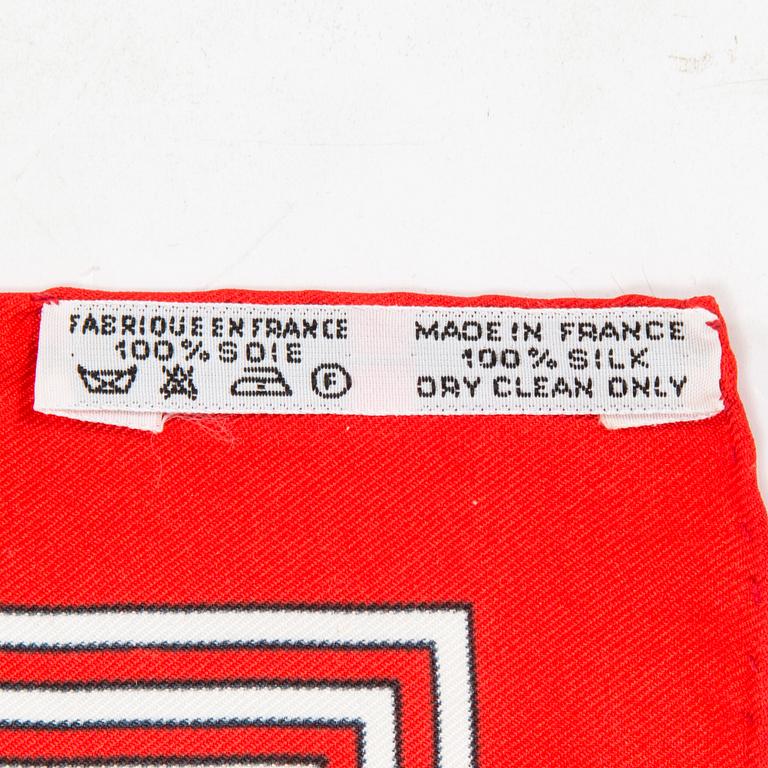 FABRIQUE EN FRANCE
100% SOIE
F
MADE IN FRANCE
100% SILK
DRY CLEAN ONLY